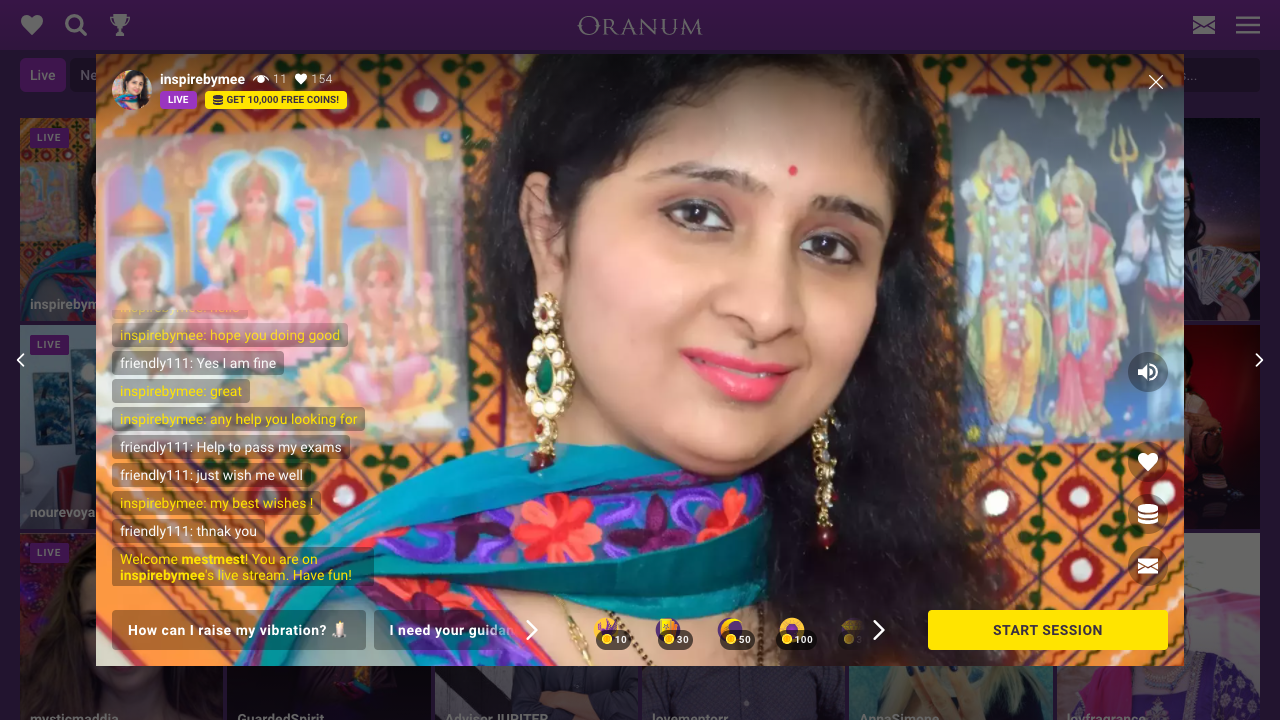 ORANUM
Live
Ne
s...
inspirebymee 11 154
LIVE
GET 10,000 FREE COINS!
LIVE
inspirebym
inspirebymee: hope you doing good
LIVE
friendly111: Yes I am fine
inspirebymee: great
inspirebymee: any help you looking for
friendly111: Help to pass my exams
friendly111: just wish me well
inspirebymee: my best wishes !
nourevoya
friendly111: thnak you
LIVE
Welcome mestmest! You are on
inspirebymee's live stream. Have fun!
How can I raise my vibration?
I need your guidan
10
30
50
100
3
START SESSION
mysticmaddia
GuardedSpirit
Advisor JUPITER
lovementorr
AnnaSimone
Joyfragrance